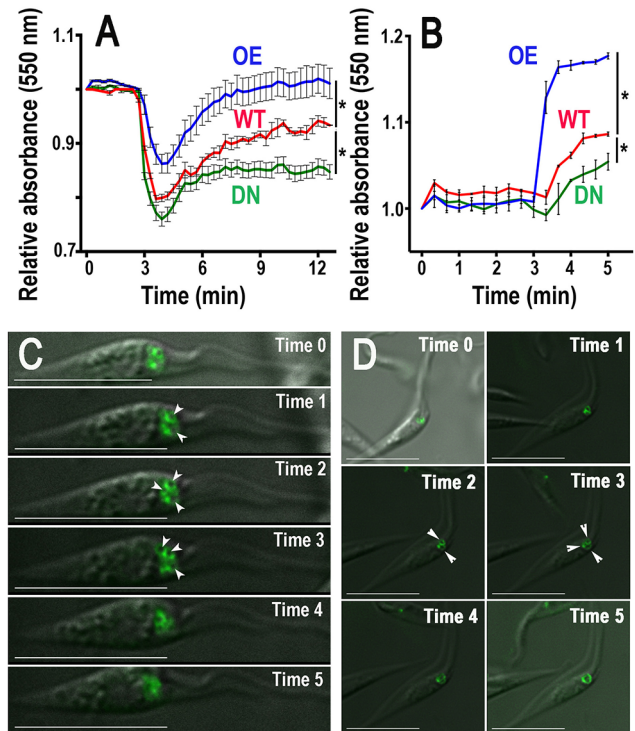 A
Relative absorbance (550 nm)
1.1
0.9
0.7
OE
WT
DN
*
*
0 3 6 9 12
Time (min)
B
Relative absorbance (550 nm)
1.2
1.1
1.0
OE
WT
DN
*
*
0 1 2 3 4 5
Time (min)
C
Time 0
Time 1
Time 2
Time 3
Time 4
Time 5
D
Time 0
Time 1
Time 2
Time 3
Time 4
Time 5